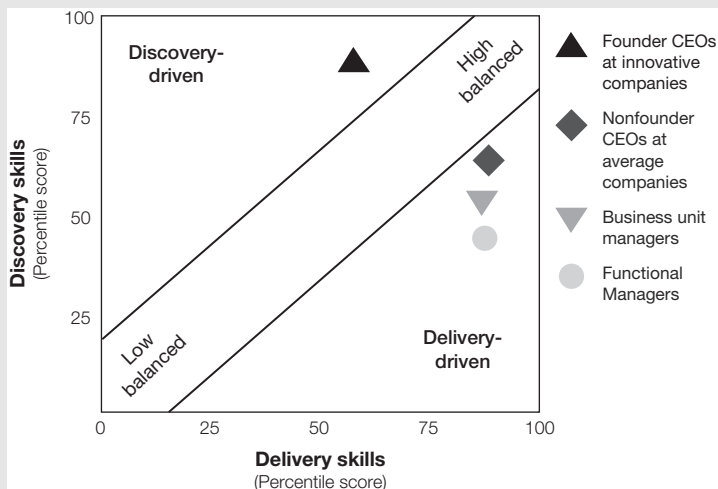 100
75
50
25
Discovery skills
(Percentile score)
Discovery-
driven
High
balanced
Low
balanced
Delivery-
driven
0
25
50
75
100
Delivery skills
(Percentile score)
Founder CEOs
at innovative
companies
Nonfounder
CEOs at
average
companies
Business unit
managers
Functional
Managers